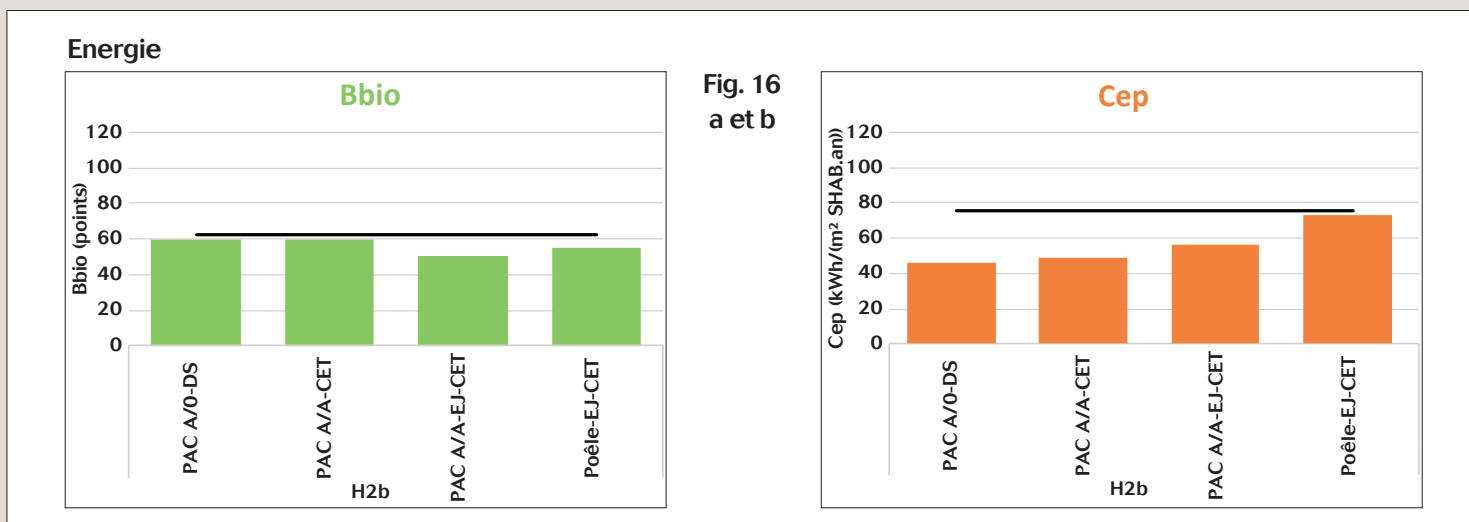 Energie
Bbio
Bbio (points)
120
100
80
60
40
20
0
PAC A/0-DS
PAC A/A-CET
PAC A/A-EJ-CET
Poêle-EJ-CET
H2b
Fig. 16
a et b
Cep
Cep (kWh/(m² SHAB.an))
120
100
80
60
40
20
0
PAC A/0-DS
PAC A/A-CET
PAC A/A-EJ-CET
Poêle-EJ-CET
H2b